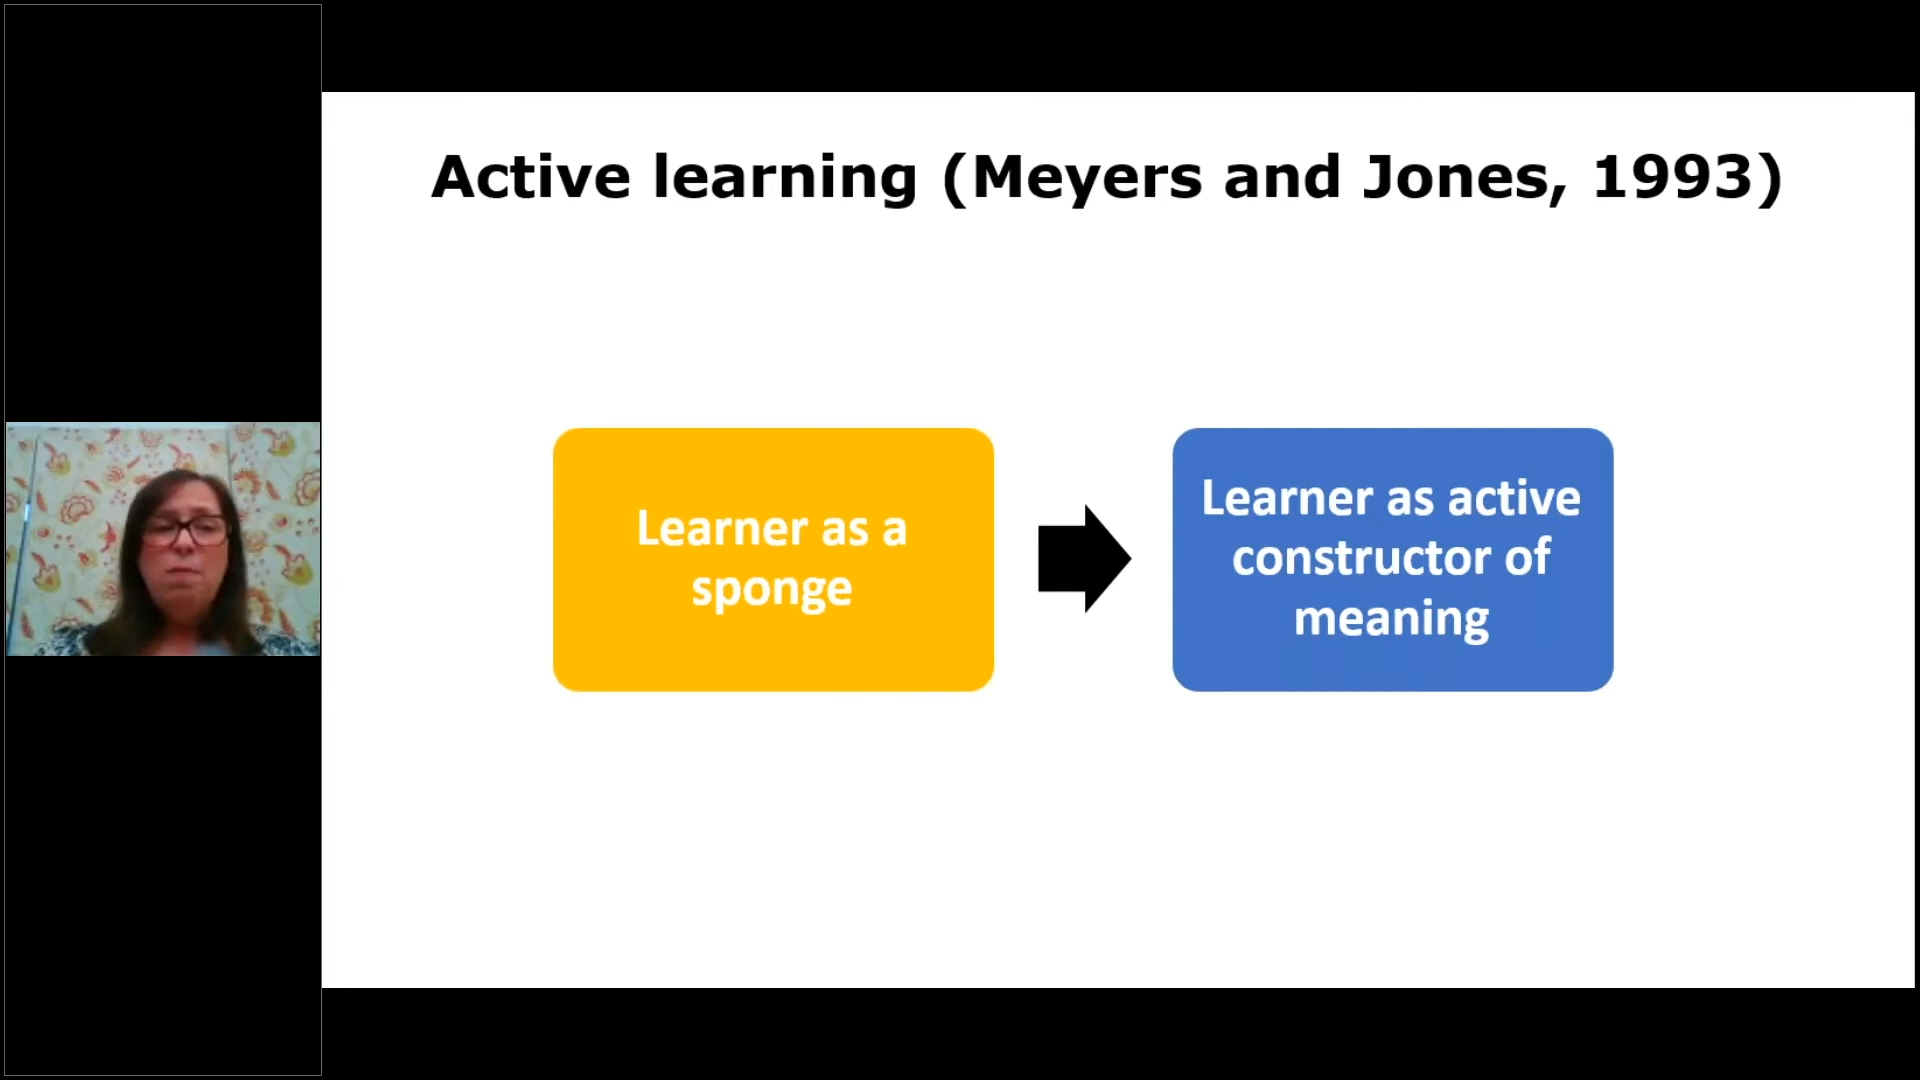 Active learning (Meyers and Jones, 1993)
Learner as a
sponge
Learner as active
constructor of
meaning